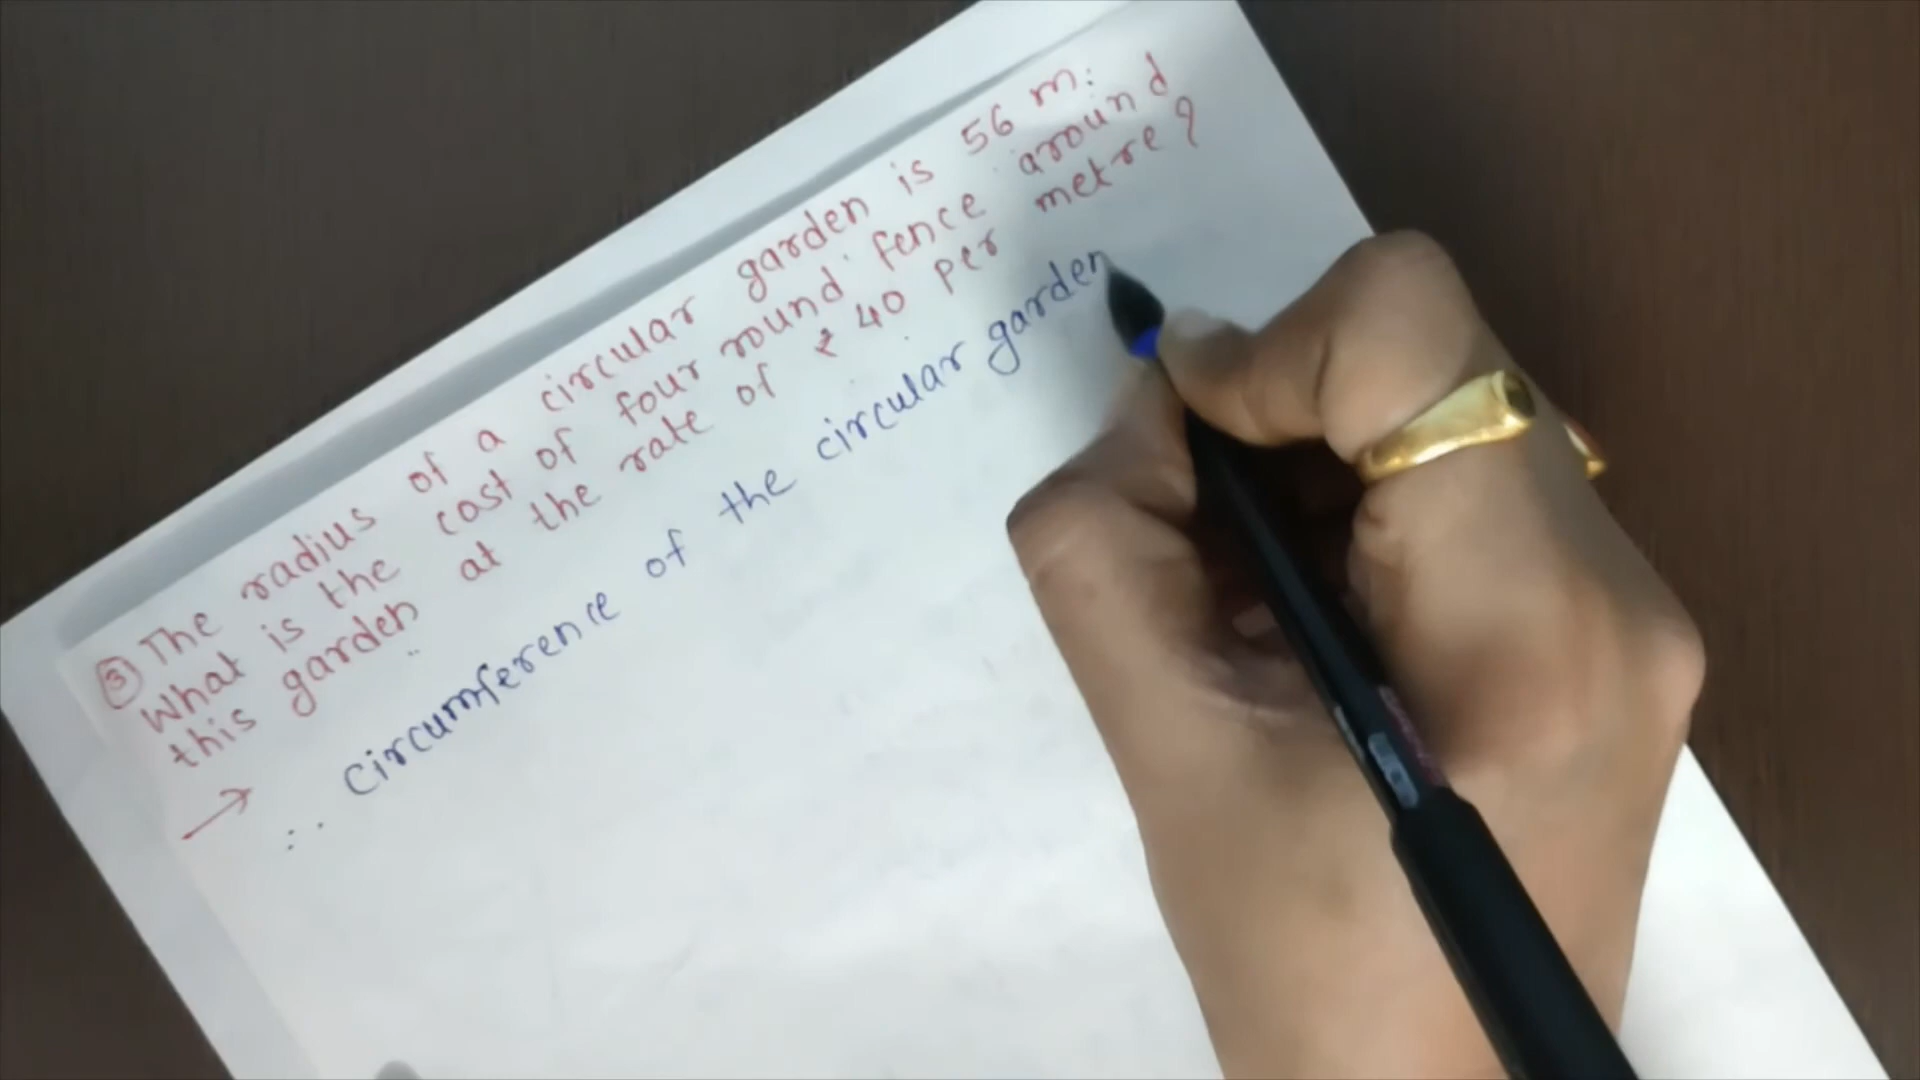 ③ The radius of a circular garden is 56 m.
What is the cost of four round fence around
this garden at the rate of ₹ 40 per metre?
→ ∴ Circumference of the circular garden